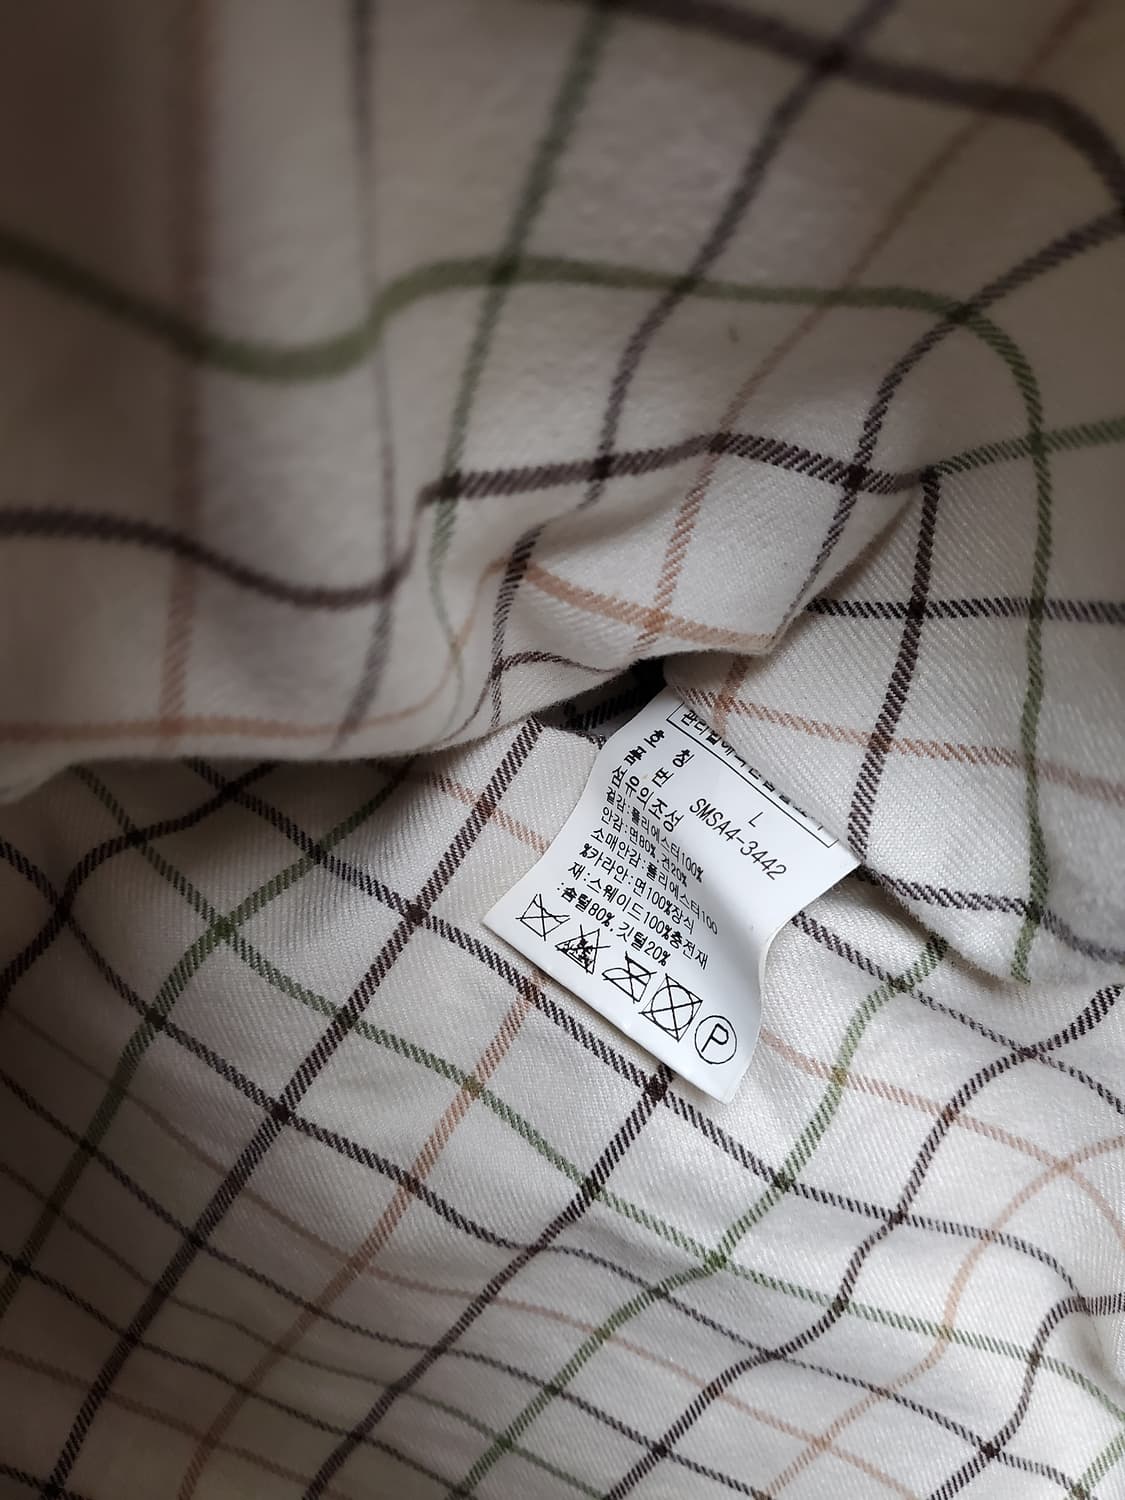 호 칭 L
품 번 SMSA4-3442
섬유의조성
겉감:폴리에스터100%
안감:면80%,견20%
소매안감:폴리에스터100
%카라안:면100%장식
재:스웨이드100%충전재
:솜털80%,깃털20%
P